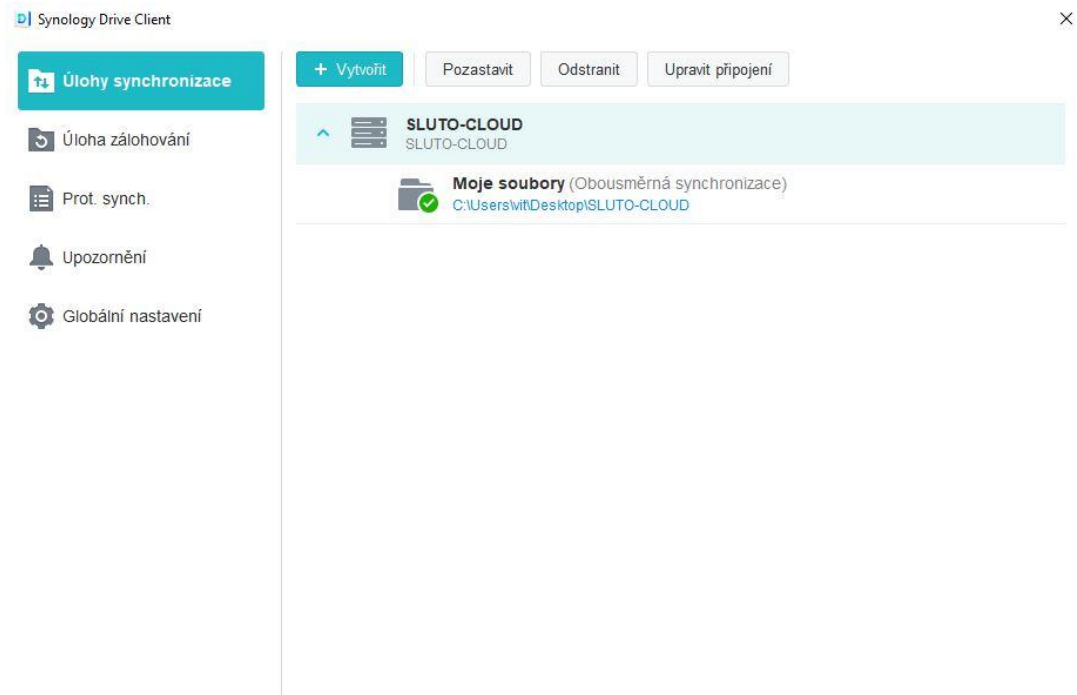 Synology Drive Client
Úlohy synchronizace
Úloha zálohování
Prot. synch.
Upozornění
Globální nastavení
+ Vytvořit Pozastavit Odstranit Upravit připojení
SLUTO-CLOUD
SLUTO-CLOUD
Moje soubory (Obousměrná synchronizace)
C:\Users\vit\Desktop\SLUTO-CLOUD